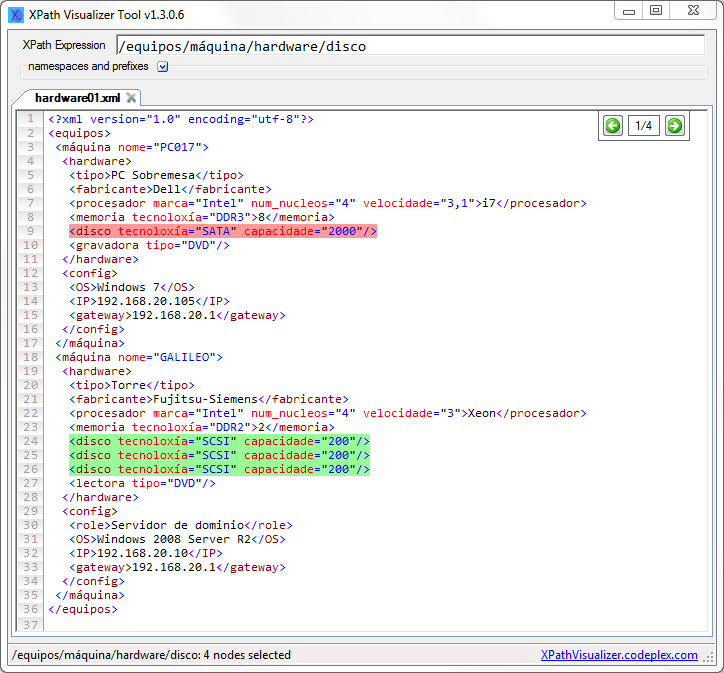 XPath Visualizer Tool v1.3.0.6
XPath Expression /equipos/máquina/hardware/disco
namespaces and prefixes
hardware01.xml
1/4
1 <?xml version="1.0" encoding="utf-8"?>
2 <equipos>
3 <máquina nome="PC017">
4 <hardware>
5 <tipo>PC Sobremesa</tipo>
6 <fabricante>Dell</fabricante>
7 <procesador marca="Intel" num_nucleos="4" velocidade="3,1">i7</procesador>
8 <memoria tecnoloxía="DDR3">8</memoria>
9 <disco tecnoloxía="SATA" capacidade="2000"/>
10 <gravadora tipo="DVD"/>
11 </hardware>
12 <config>
13 <OS>Windows 7</OS>
14 <IP>192.168.20.105</IP>
15 <gateway>192.168.20.1</gateway>
16 </config>
17 </máquina>
18 <máquina nome="GALILEO">
19 <hardware>
20 <tipo>Torre</tipo>
21 <fabricante>Fujitsu-Siemens</fabricante>
22 <procesador marca="Intel" num_nucleos="4" velocidade="3">Xeon</procesador>
23 <memoria tecnoloxía="DDR2">2</memoria>
24 <disco tecnoloxía="SCSI" capacidade="200"/>
25 <disco tecnoloxía="SCSI" capacidade="200"/>
26 <disco tecnoloxía="SCSI" capacidade="200"/>
27 <lectora tipo="DVD"/>
28 </hardware>
29 <config>
30 <role>Servidor de dominio</role>
31 <OS>Windows 2008 Server R2</OS>
32 <IP>192.168.20.10</IP>
33 <gateway>192.168.20.1</gateway>
34 </config>
35 </máquina>
36 </equipos>
37
/equipos/máquina/hardware/disco: 4 nodes selected XPathVisualizer.codeplex.com